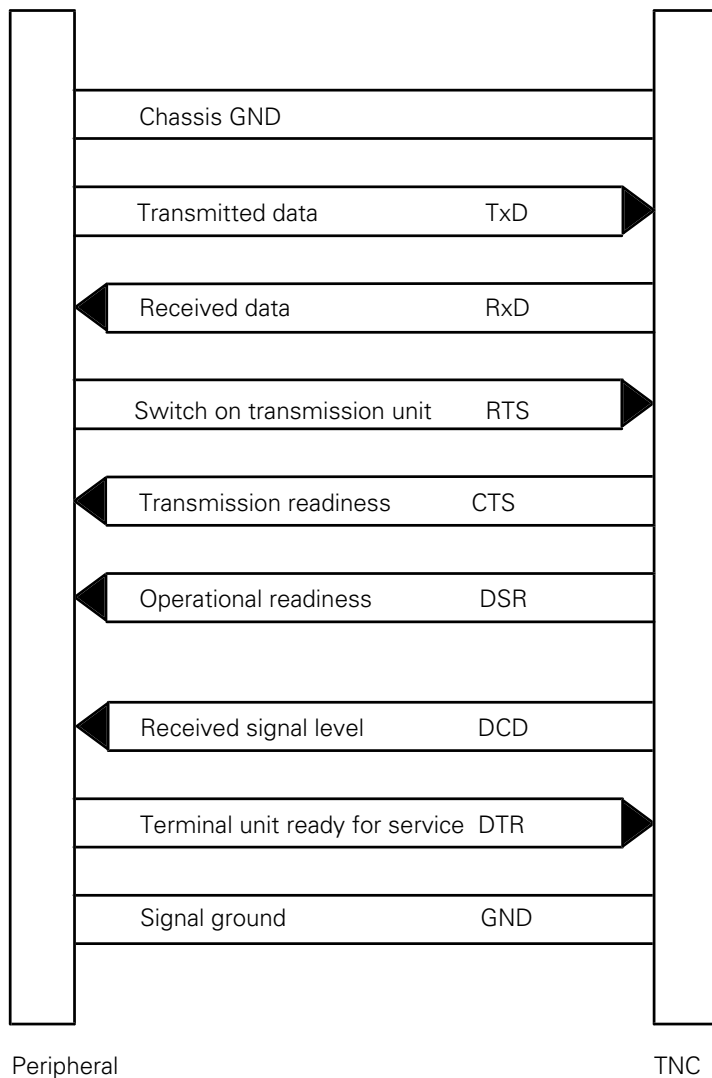 Chassis GND
Transmitted data TxD
Received data RxD
Switch on transmission unit RTS
Transmission readiness CTS
Operational readiness DSR
Received signal level DCD
Terminal unit ready for service DTR
Signal ground GND
Peripheral TNC